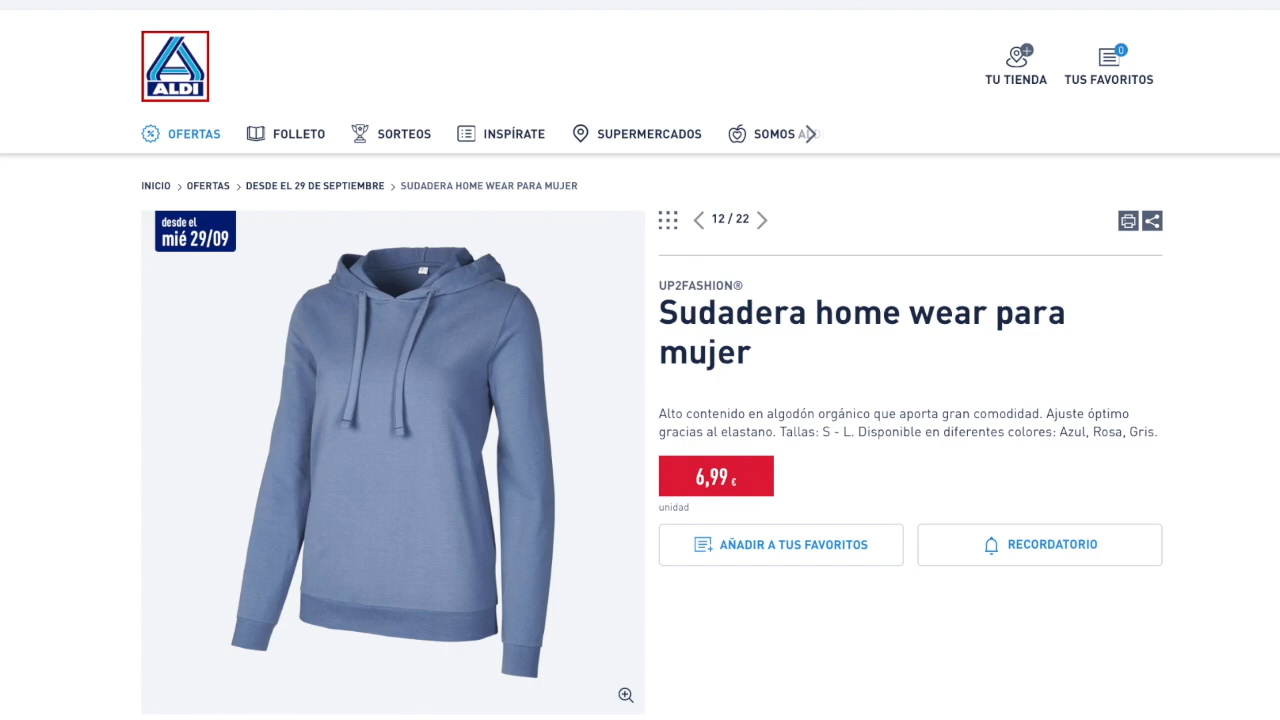 ALDI
TU TIENDA
0
TUS FAVORITOS
OFERTAS
FOLLETO
SORTEOS
INSPÍRATE
SUPERMERCADOS
SOMOS ALDI
INICIO > OFERTAS > DESDE EL 29 DE SEPTIEMBRE > SUDADERA HOME WEAR PARA MUJER
desde el
mié 29/09
12 / 22
UP2FASHION®
Sudadera home wear para
mujer
Alto contenido en algodón orgánico que aporta gran comodidad. Ajuste óptimo
gracias al elastano. Tallas: S - L. Disponible en diferentes colores: Azul, Rosa, Gris.
6,99 €
unidad
AÑADIR A TUS FAVORITOS
RECORDATORIO